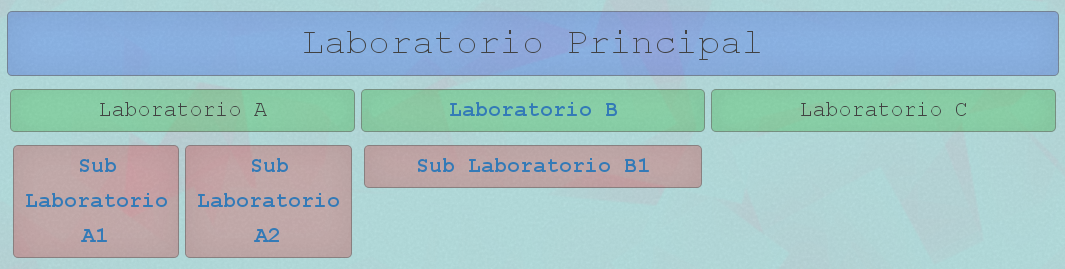 Laboratorio Principal
Laboratorio A
Laboratorio B
Laboratorio C
Sub
Laboratorio
A1
Sub
Laboratorio
A2
Sub Laboratorio B1